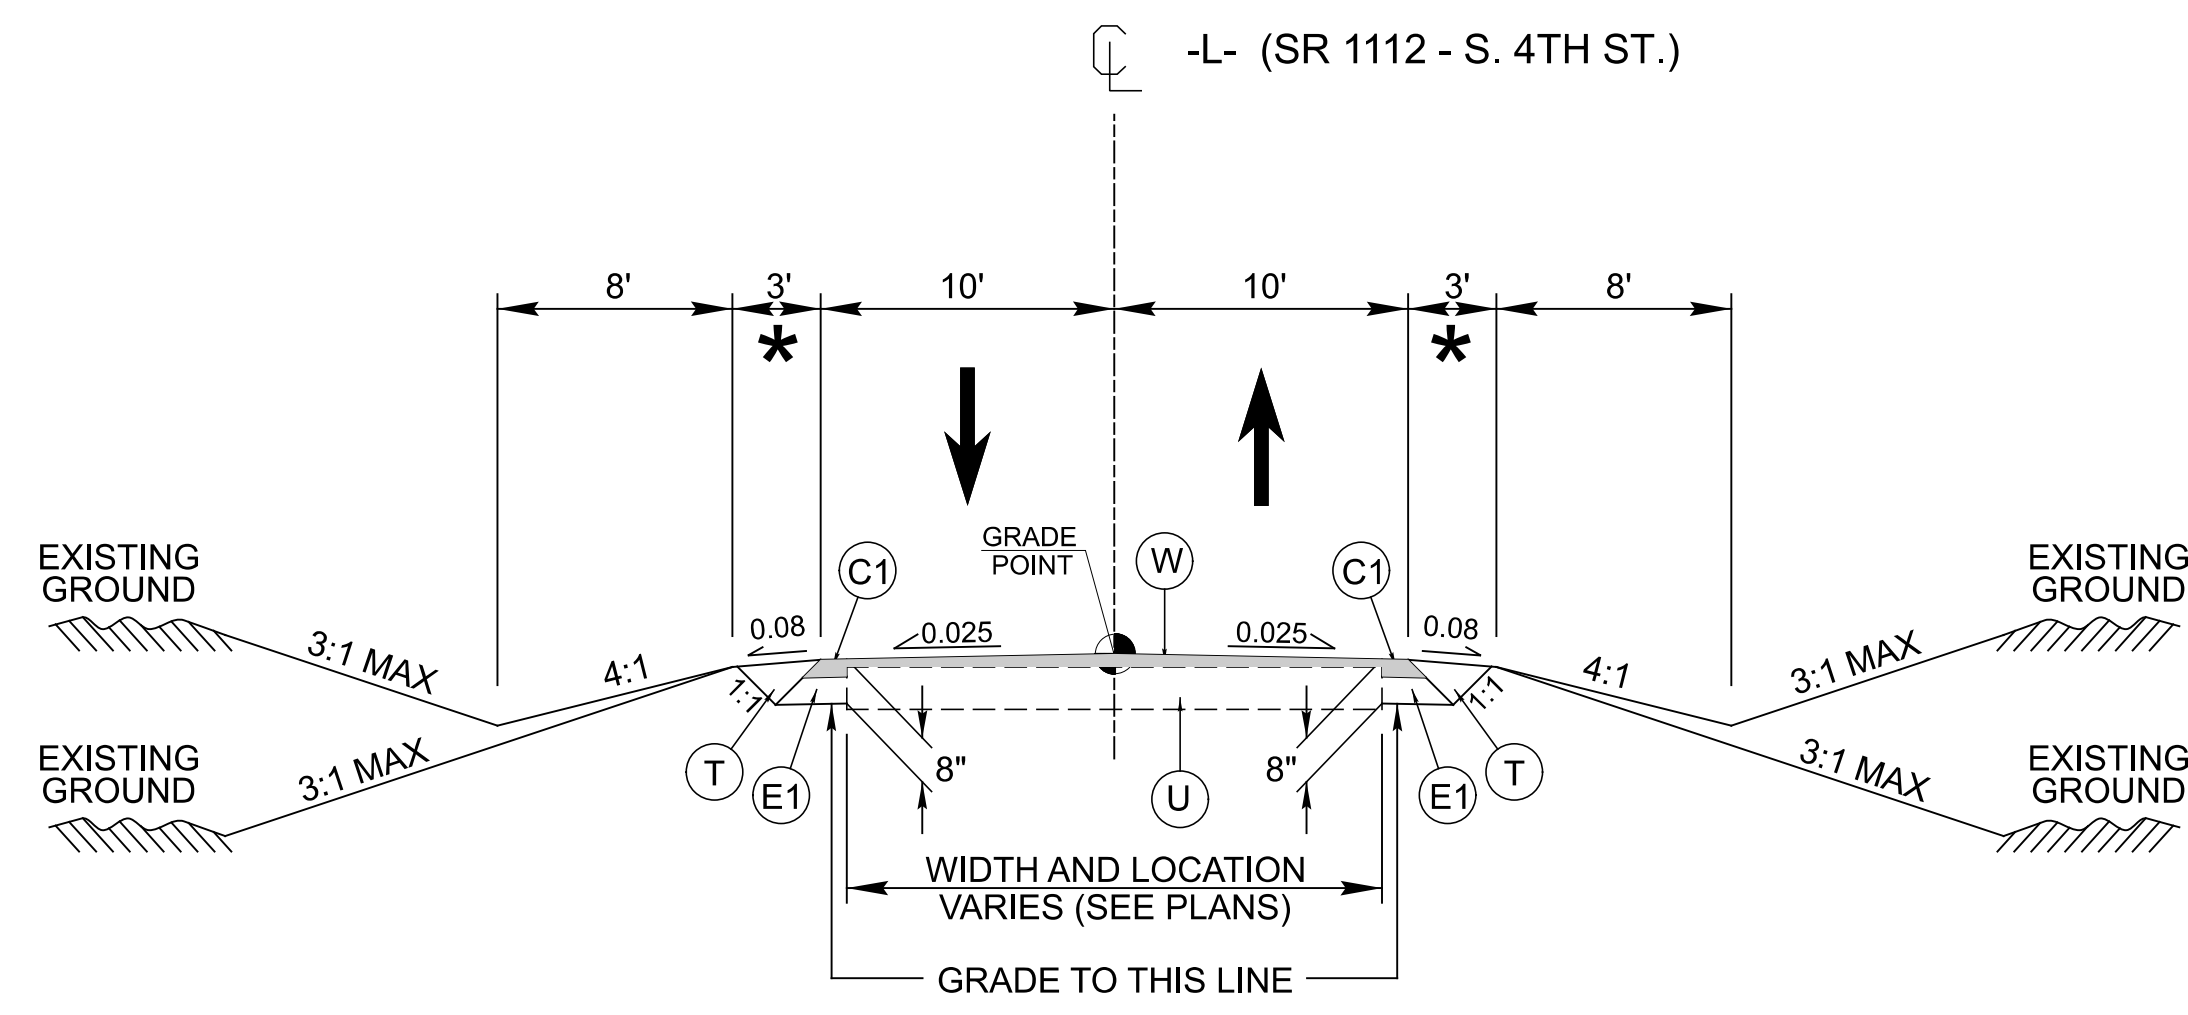 ℄ -L- (SR 1112 - S. 4TH ST.)
8' 3' 10' 10' 3' 8'
* *
GRADE
POINT
W
EXISTING
GROUND
C1
C1
EXISTING
GROUND
0.08 0.025 0.025 0.08
3:1 MAX 4:1 1:1 1:1 4:1 3:1 MAX
EXISTING
GROUND
3:1 MAX
T
E1
8"
U
8"
E1
T
3:1 MAX
EXISTING
GROUND
WIDTH AND LOCATION
VARIES (SEE PLANS)
GRADE TO THIS LINE